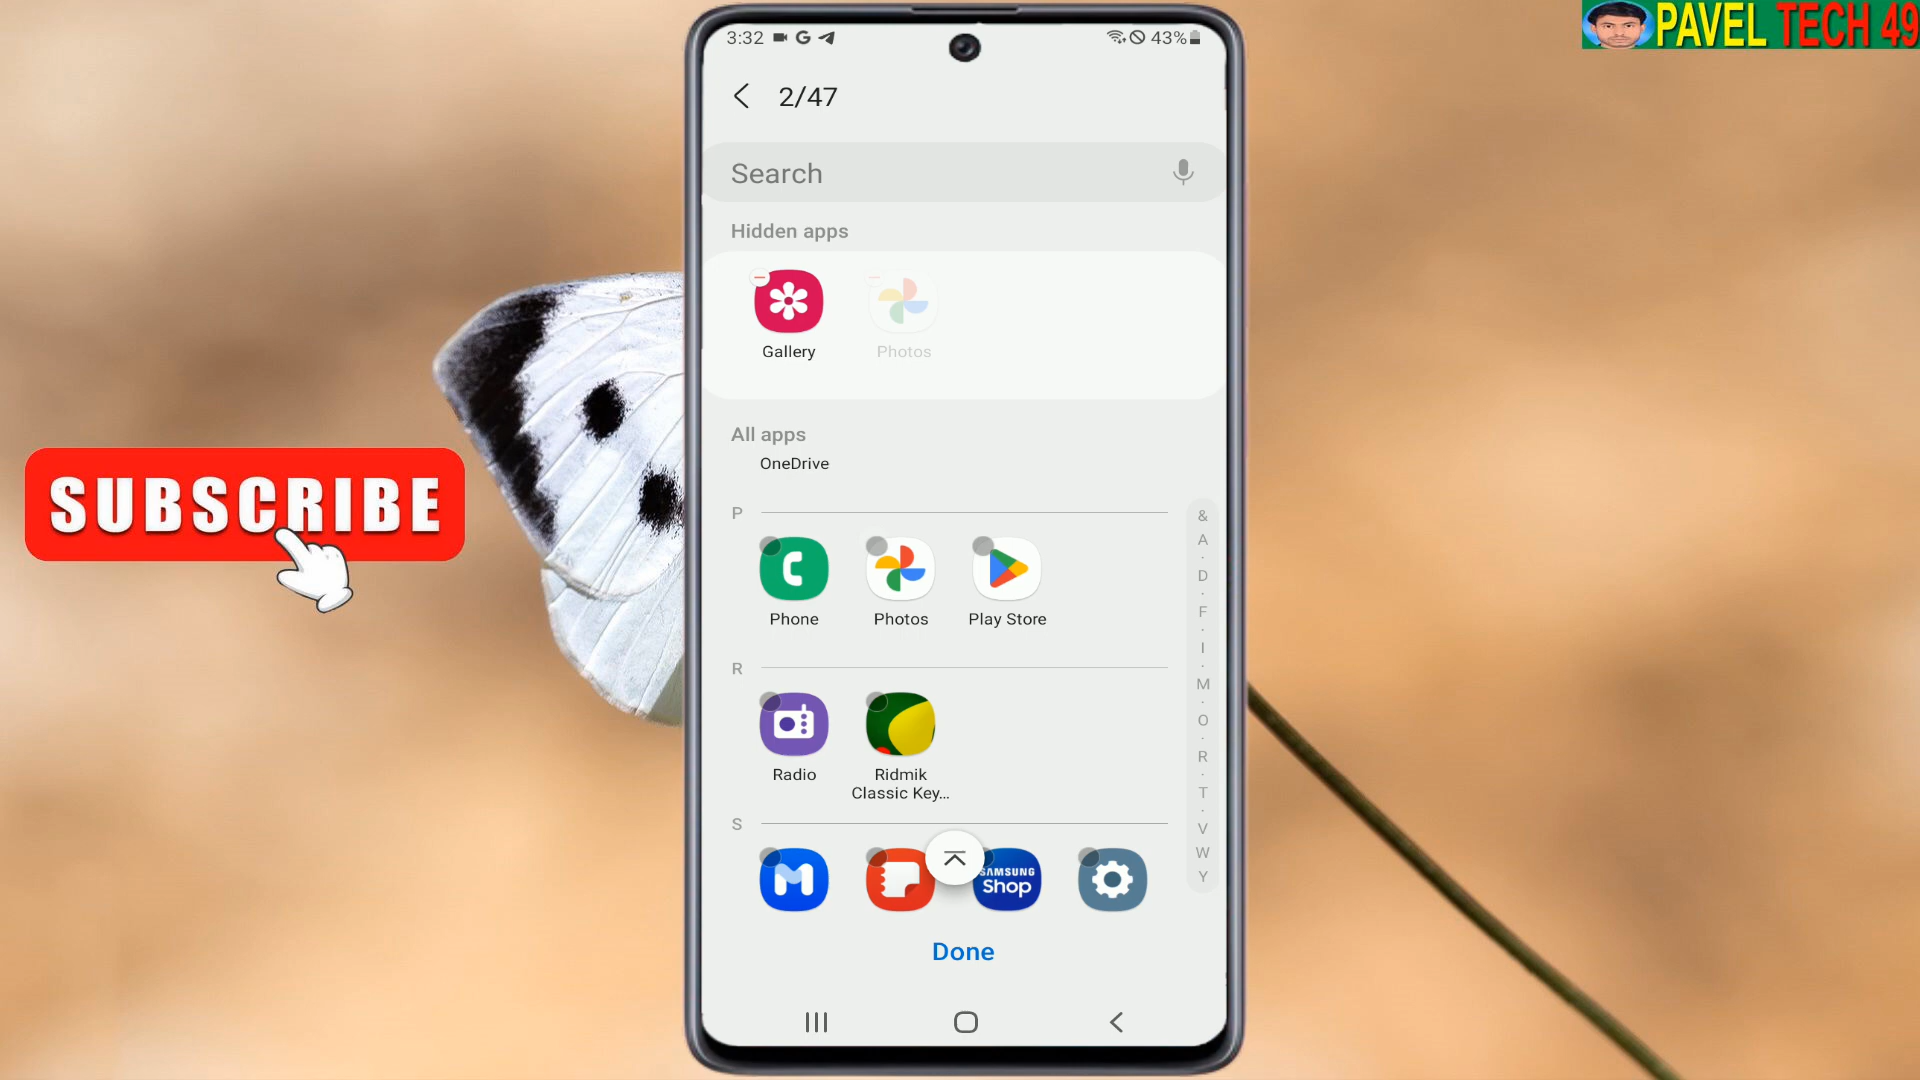 PAVEL TECH 49
3:32 43%
2/47
Search
Hidden apps
Gallery Photos
All apps
OneDrive
P
Phone Photos Play Store
R
Radio Ridmik
Classic Key...
S
SAMSUNG
Shop
Done
&
A
D
F
I
M
O
R
T
V
W
Y
SUBSCRIBE